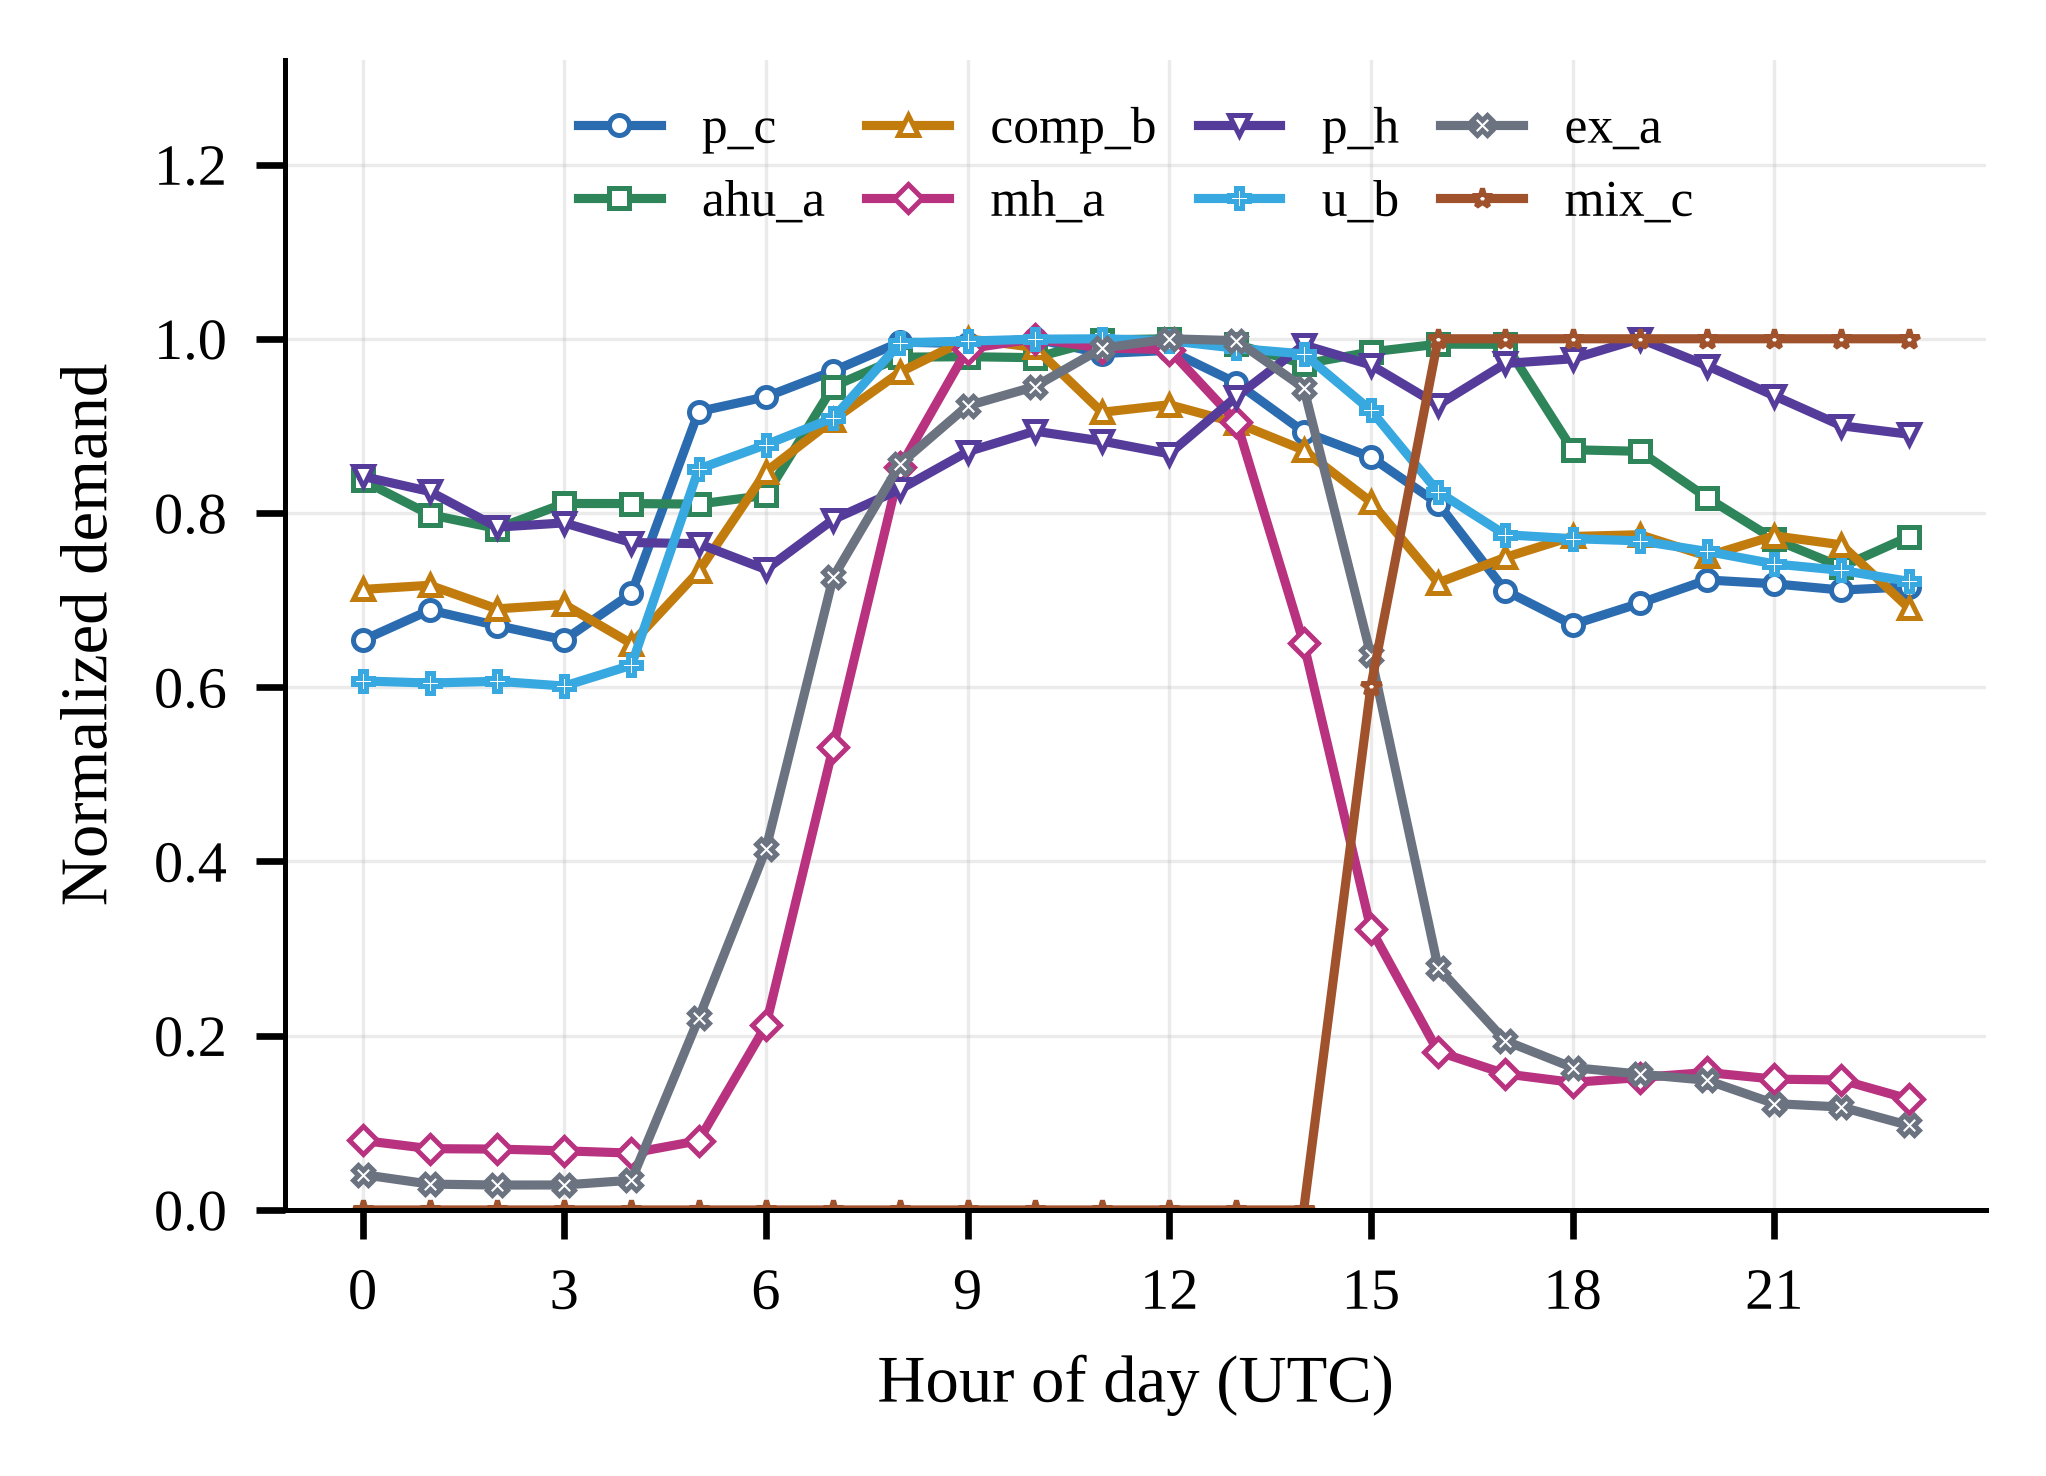 p_c comp_b p_h ex_a
ahu_a mh_a u_b mix_c
1.2
1.0
0.8
0.6
0.4
0.2
0.0
Normalized demand
0 3 6 9 12 15 18 21
Hour of day (UTC)